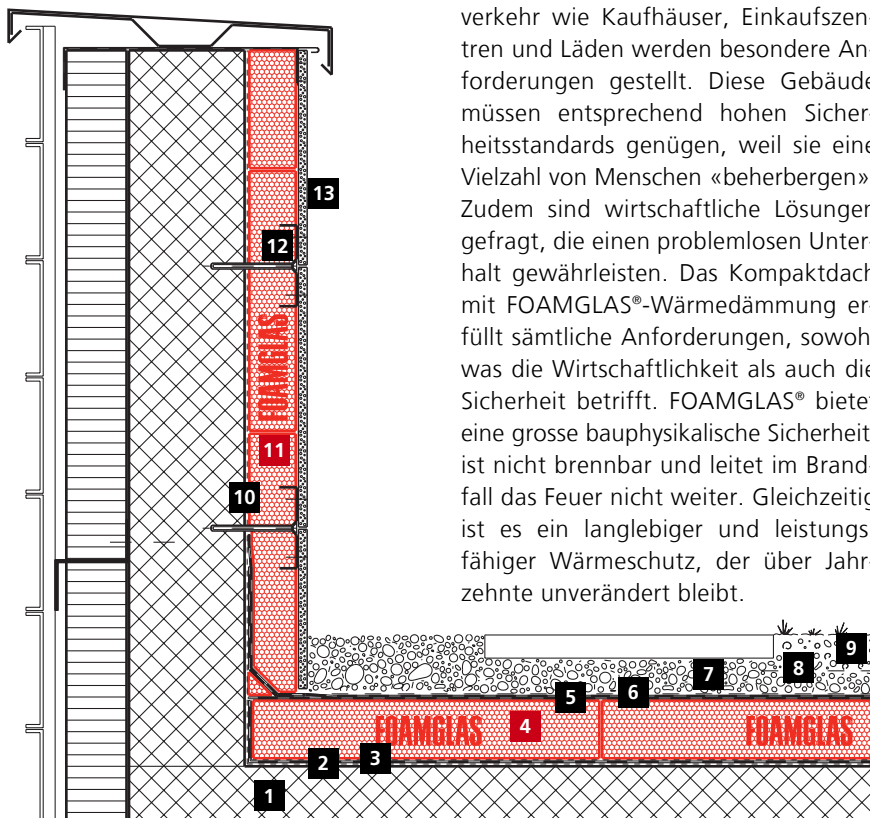 verkehr wie Kaufhäuser, Einkaufszen-
tren und Läden werden besondere An-
forderungen gestellt. Diese Gebäude
müssen entsprechend hohen Sicher-
heitsstandards genügen, weil sie eine
Vielzahl von Menschen «beherbergen»
Zudem sind wirtschaftliche Lösungen
gefragt, die einen problemlosen Unter-
halt gewährleisten. Das Kompaktdach
mit FOAMGLAS®-Wärmedämmung er-
füllt sämtliche Anforderungen, sowohl
was die Wirtschaftlichkeit als auch die
Sicherheit betrifft. FOAMGLAS® bietet
eine grosse bauphysikalische Sicherheit
ist nicht brennbar und leitet im Brand-
fall das Feuer nicht weiter. Gleichzeitig
ist es ein langlebiger und leistungs-
fähiger Wärmeschutz, der über Jahr-
zehnte unverändert bleibt.
13
12
FOAMGLAS
11
10
9
8
7
6
5
FOAMGLAS
4
FOAMGLAS
3
2
1